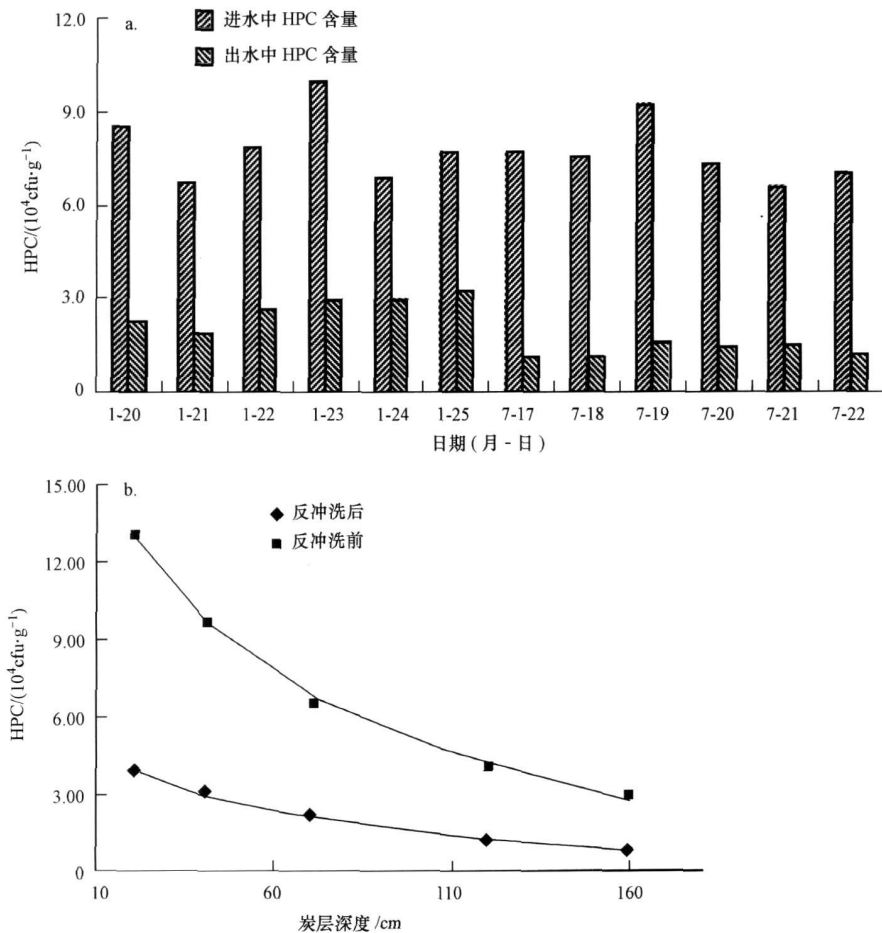 12.0
a.
进水中 HPC 含量
出水中 HPC 含量
9.0
6.0
3.0
0
HPC/(10⁴cfu·g⁻¹)
1-20 1-21 1-22 1-23 1-24 1-25 7-17 7-18 7-19 7-20 7-21 7-22
日期(月-日)
15.00
b.
反冲洗后
反冲洗前
12.00
9.00
6.00
3.00
0
HPC/(10⁴cfu·g⁻¹)
10 60 110 160
炭层深度/cm